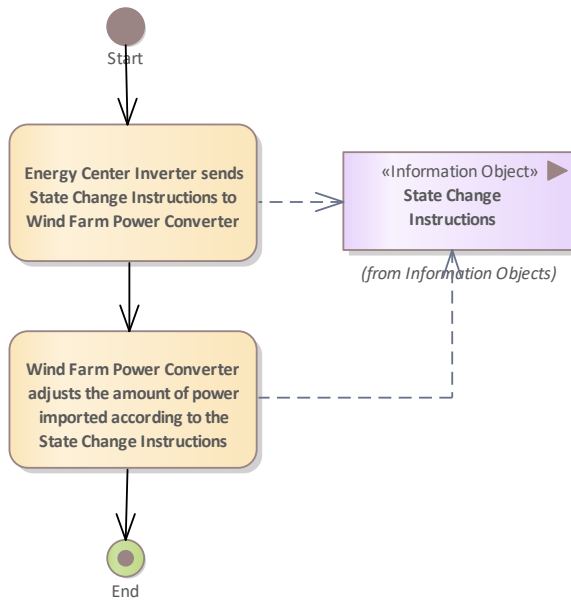 Start
Energy Center Inverter sends
State Change Instructions to
Wind Farm Power Converter
«Information Object»
State Change
Instructions
(from Information Objects)
Wind Farm Power Converter
adjusts the amount of power
imported according to the
State Change Instructions
End